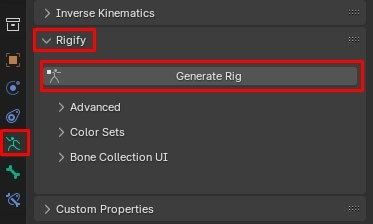 Inverse Kinematics
Rigify
Generate Rig
Advanced
Color Sets
Bone Collection UI
Custom Properties